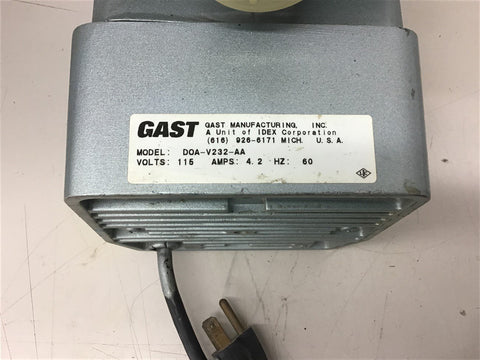 GAST GAST MANUFACTURING, INC.
A Unit of IDEX Corporation
(616) 926-6171 MICH. U. S. A.
MODEL: DOA-V232-AA
VOLTS: 115 AMPS: 4.2 HZ: 60